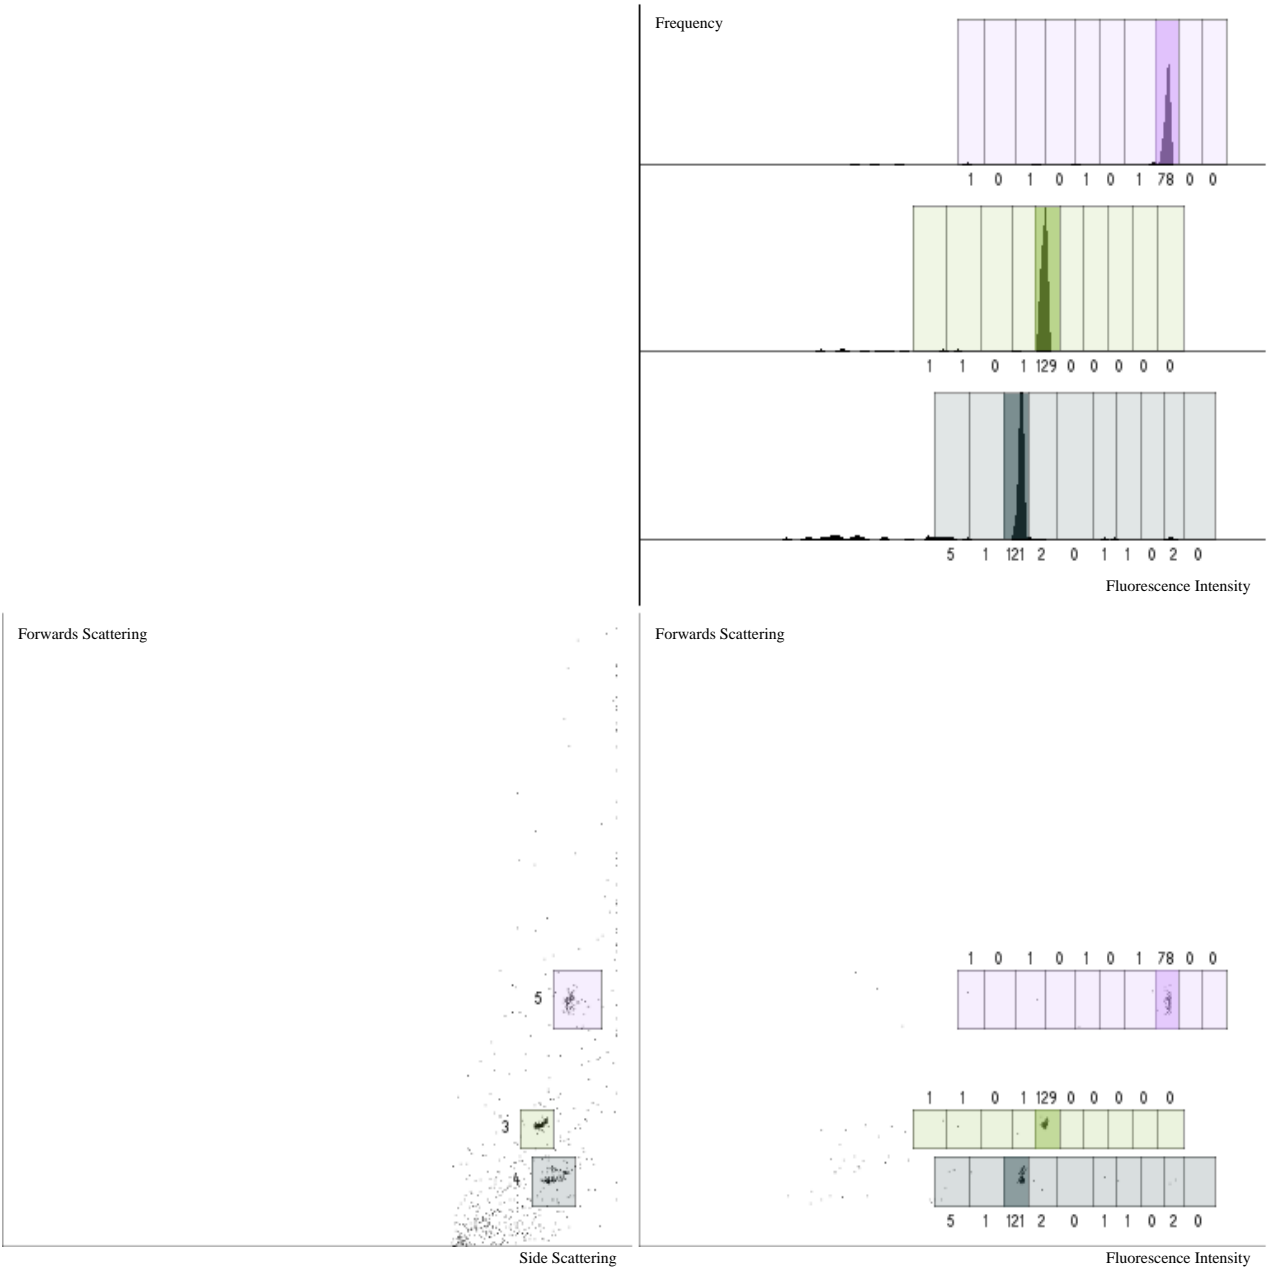 Frequency
1 0 1 0 1 0 1 78 0 0
1 1 0 1 129 0 0 0 0 0
5 1 121 2 0 1 1 0 2 0
Fluorescence Intensity
Forwards Scattering
5
3
4
Side Scattering
Forwards Scattering
1 0 1 0 1 0 1 78 0 0
1 1 0 1 129 0 0 0 0 0
5 1 121 2 0 1 1 0 2 0
Fluorescence Intensity